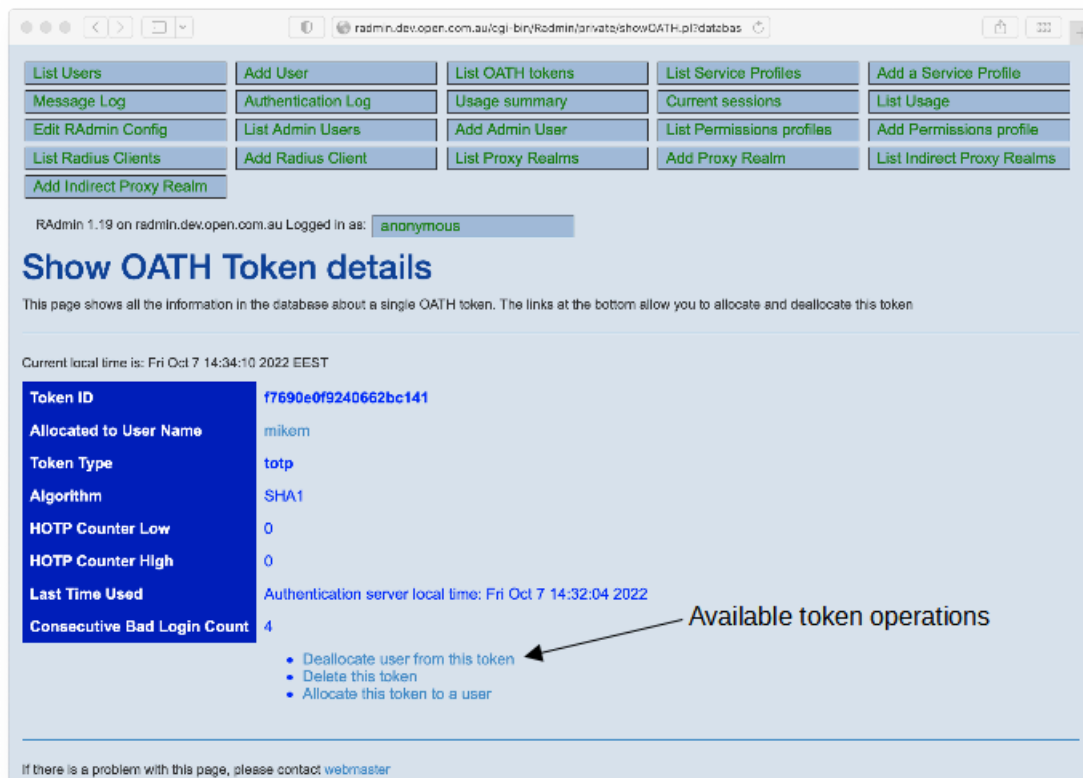 radmin.dev.open.com.au/cgi-bin/Radmin/private/showOATH.pl?databas
List Users Add User List OATH tokens List Service Profiles Add a Service Profile
Message Log Authentication Log Usage summary Current sessions List Usage
Edit RAdmin Config List Admin Users Add Admin User List Permissions profiles Add Permissions profile
List Radius Clients Add Radius Client List Proxy Realms Add Proxy Realm List Indirect Proxy Realms
Add Indirect Proxy Realm
RAdmin 1.19 on radmin.dev.open.com.au Logged in as: anonymous
Show OATH Token details
This page shows all the information in the database about a single OATH token. The links at the bottom allow you to allocate and deallocate this token
Current local time is: Fri Oct 7 14:34:10 2022 EEST
Token ID f7690e0f9240662bc141
Allocated to User Name mikem
Token Type totp
Algorithm SHA1
HOTP Counter Low 0
HOTP Counter High 0
Last Time Used Authentication server local time: Fri Oct 7 14:32:04 2022
Consecutive Bad Login Count 4
Available token operations
• Deallocate user from this token
• Delete this token
• Allocate this token to a user
If there is a problem with this page, please contact webmaster